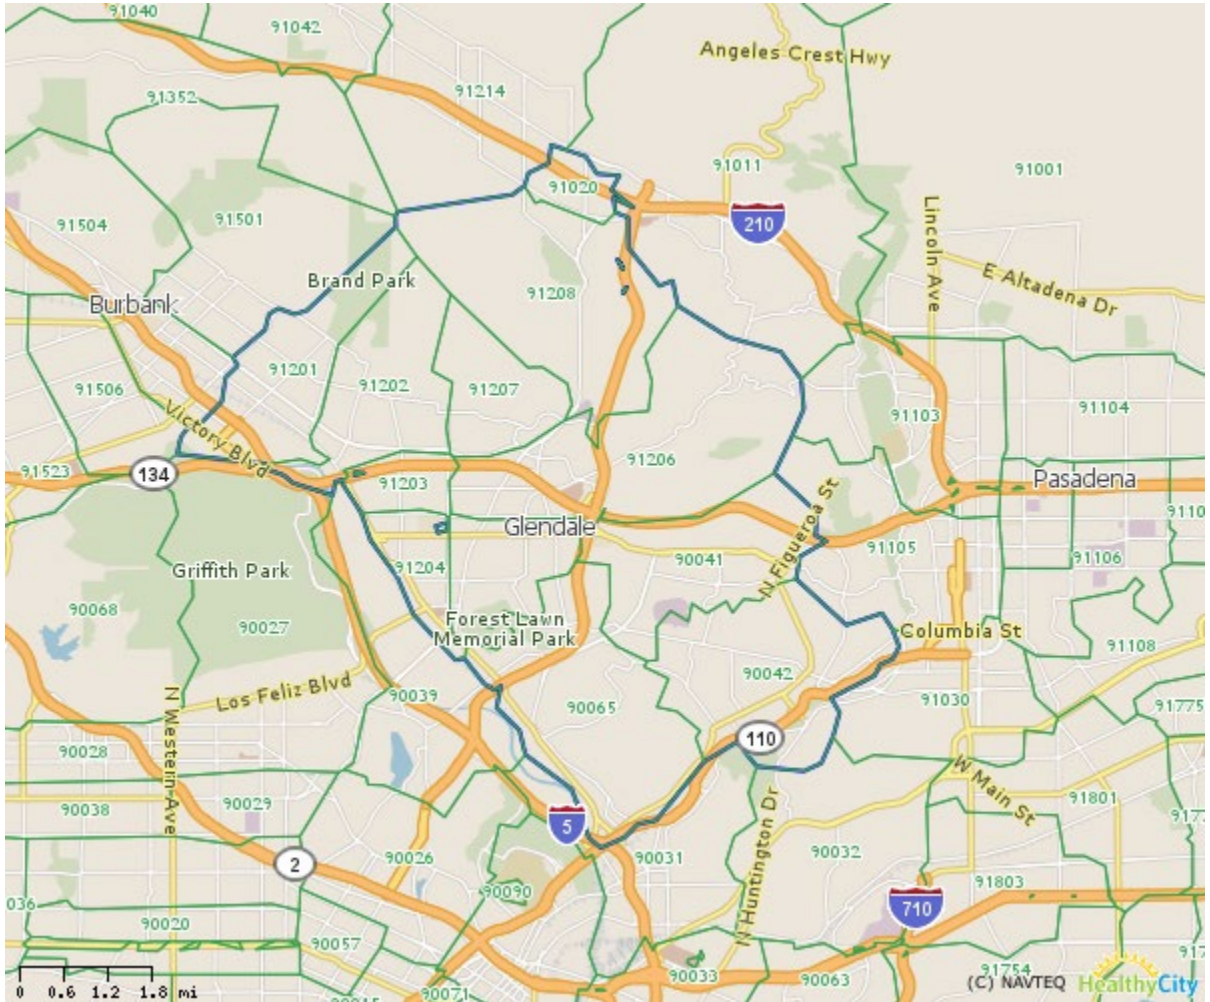 91040
91042
Angeles Crest Hwy
91352
91214
91011
91001
91020
91504
91501
210
Lincoln Ave
E Altadena Dr
Brand Park
91208
Burbank
91201
91202
91207
91506
Victory Blvd
91103
91104
91206
91523
134
91203
Pasadena
N Figueroa St
Glendale
90041
91105
91106
Griffith Park
91204
90068
90027
Forest Lawn
Memorial Park
Columbia St
91108
Los Feliz Blvd
90039
90042
91030
90065
91775
N Western Ave
90028
110
W Main St
90038
90029
5
N Huntington Dr
91801
2
90026
90031
90032
90090
91803
036
90020
710
90057
90033
90063
91754
90071
0 0.6 1.2 1.8 mi
(C) NAVTEQ HealthyCity